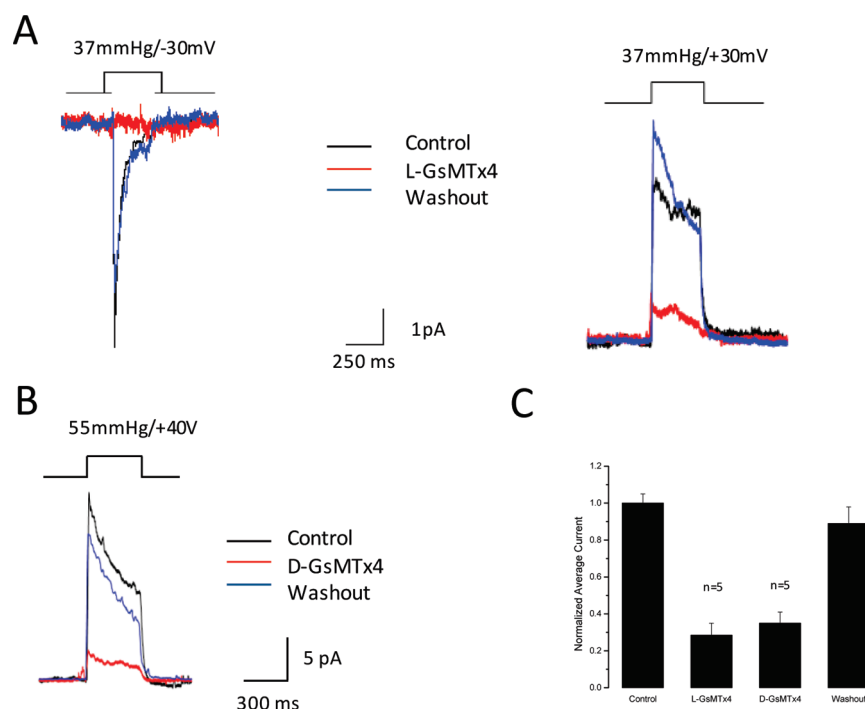 A
37mmHg/-30mV
37mmHg/+30mV
Control
L-GsMTx4
Washout
1pA
250 ms
B
55mmHg/+40V
Control
D-GsMTx4
Washout
5 pA
300 ms
C
Normalized Average Current
1.2
1.0
0.8
0.6
0.4
0.2
0.0
n=5
n=5
Control
L-GsMTx4
D-GsMTx4
Washout